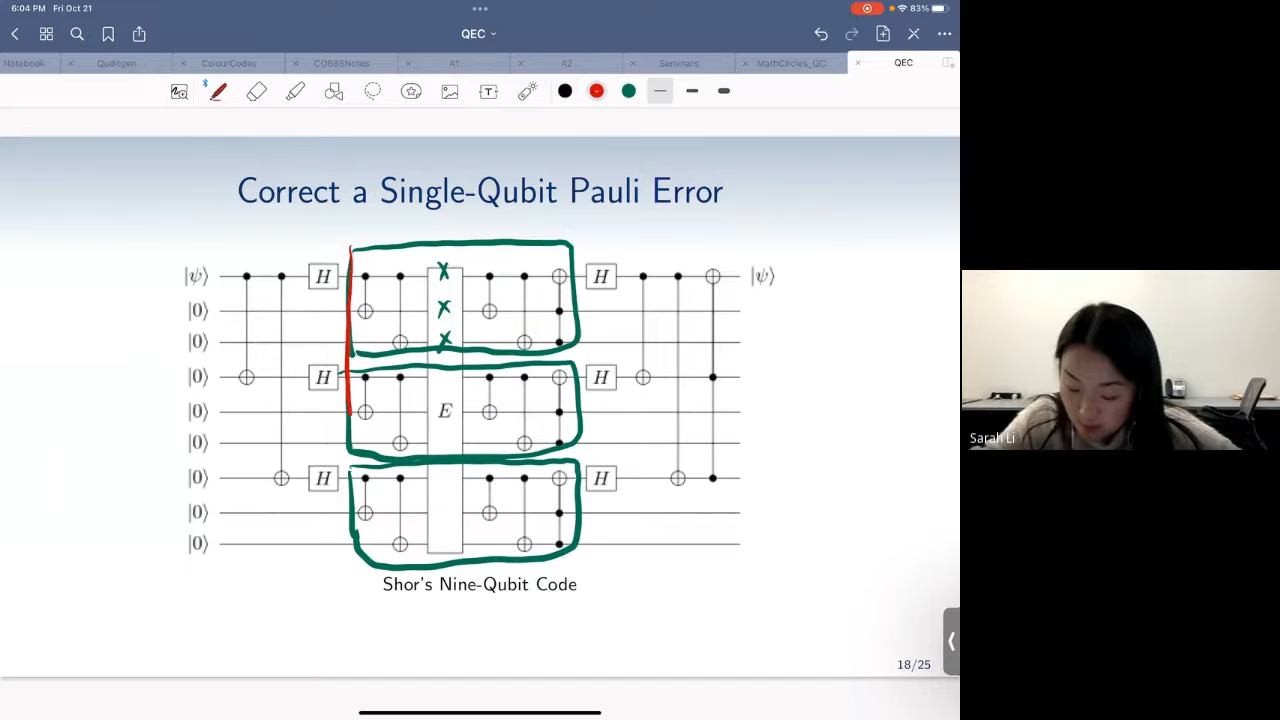 6:04 PM Fri Oct 21
83%
QEC
Notebook
Quditgen
ColourCodes
CO688Notes
A1
A2
Seminars
MathCircles_QC
QEC
T
Correct a Single-Qubit Pauli Error
|ψ⟩ H X H |ψ⟩
|0⟩ X
|0⟩ X
|0⟩ H H
|0⟩ E
|0⟩
|0⟩ H H
|0⟩
|0⟩
Shor's Nine-Qubit Code
18/25
Sarah Li